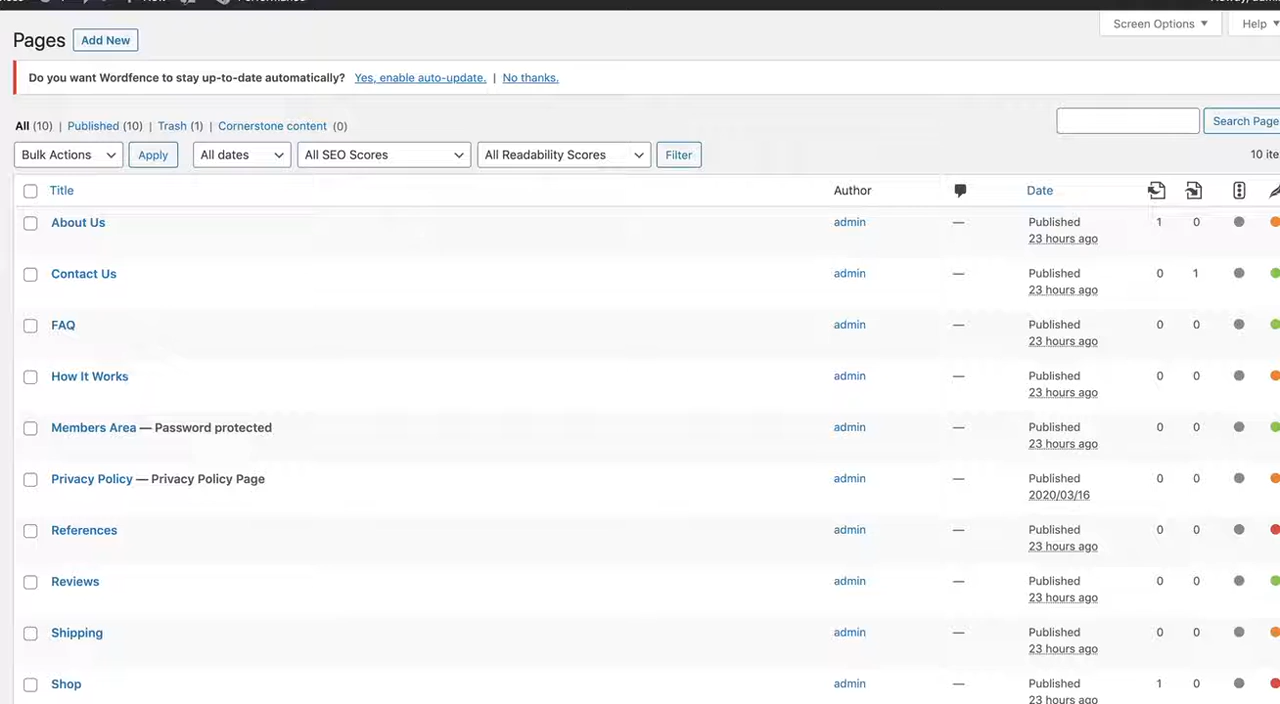 Screen Options ▼ Help ▼
Pages Add New
Do you want Wordfence to stay up-to-date automatically? Yes, enable auto-update. | No thanks.
All (10) | Published (10) | Trash (1) | Cornerstone content (0)
Search Page
Bulk Actions Apply All dates All SEO Scores All Readability Scores Filter 10
Title Author Date
About Us admin — Published 1 0
23 hours ago
Contact Us admin — Published 0 1
23 hours ago
FAQ admin — Published 0 0
23 hours ago
How It Works admin — Published 0 0
23 hours ago
Members Area — Password protected admin — Published 0 0
23 hours ago
Privacy Policy — Privacy Policy Page admin — Published 0 0
2020/03/16
References admin — Published 0 0
23 hours ago
Reviews admin — Published 0 0
23 hours ago
Shipping admin — Published 0 0
23 hours ago
Shop admin — Published 1 0
23 hours ago